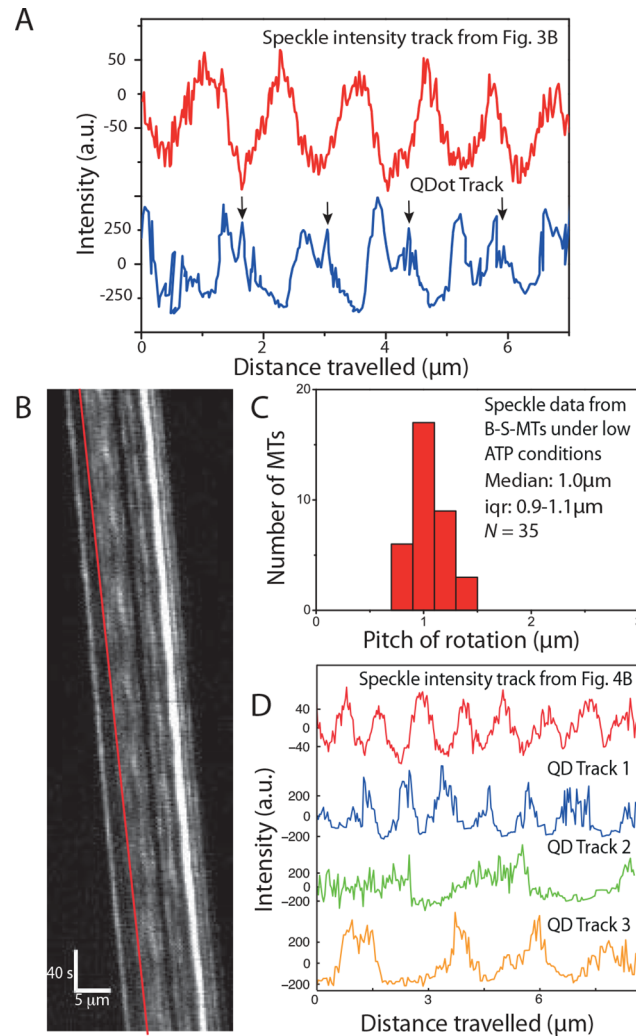 A
Speckle intensity track from Fig. 3B
50
0
-50
QDot Track
250
0
-250
Intensity (a.u.)
0 2 4 6
Distance travelled (μm)
B
40 s
5 μm
C
20
10
0
Number of MTs
Speckle data from
B-S-MTs under low
ATP conditions
Median: 1.0μm
iqr: 0.9-1.1μm
N = 35
0 1 2 3
Pitch of rotation (μm)
D
Speckle intensity track from Fig. 4B
40
0
−40
QD Track 1
200
0
−200
QD Track 2
200
0
−200
QD Track 3
200
0
−200
Intensity (a.u.)
0 3 6
Distance travelled (μm)